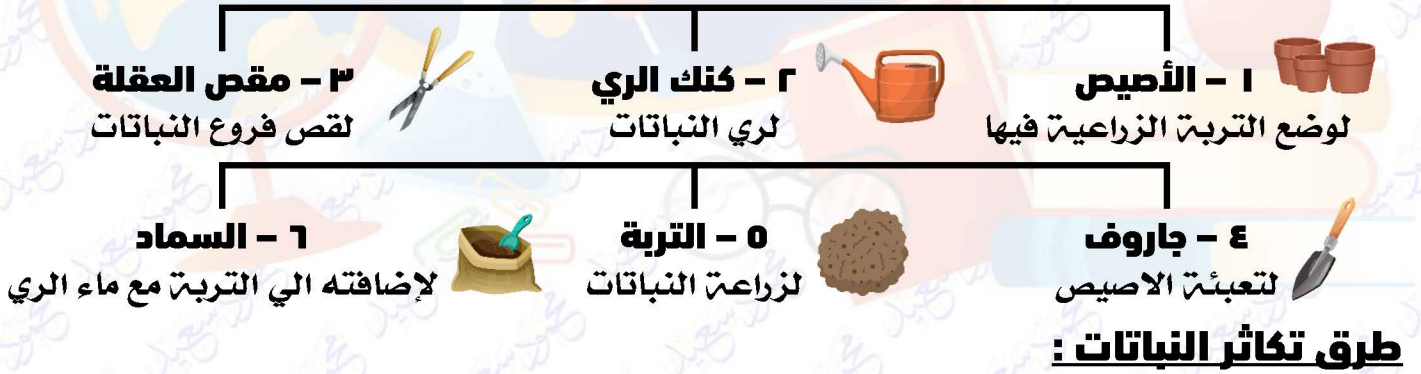 ١ – الأصيص
لوضع التربة الزراعية فيها
٢ – كنك الري
لري النباتات
٣ – مقص العقلة
لقص فروع النباتات
٤ – جاروف
لتعبئة الاصيص
٥ – التربة
لزراعة النباتات
٦ – السماد
لإضافته الي التربة مع ماء الري
طرق تكاثر النباتات :